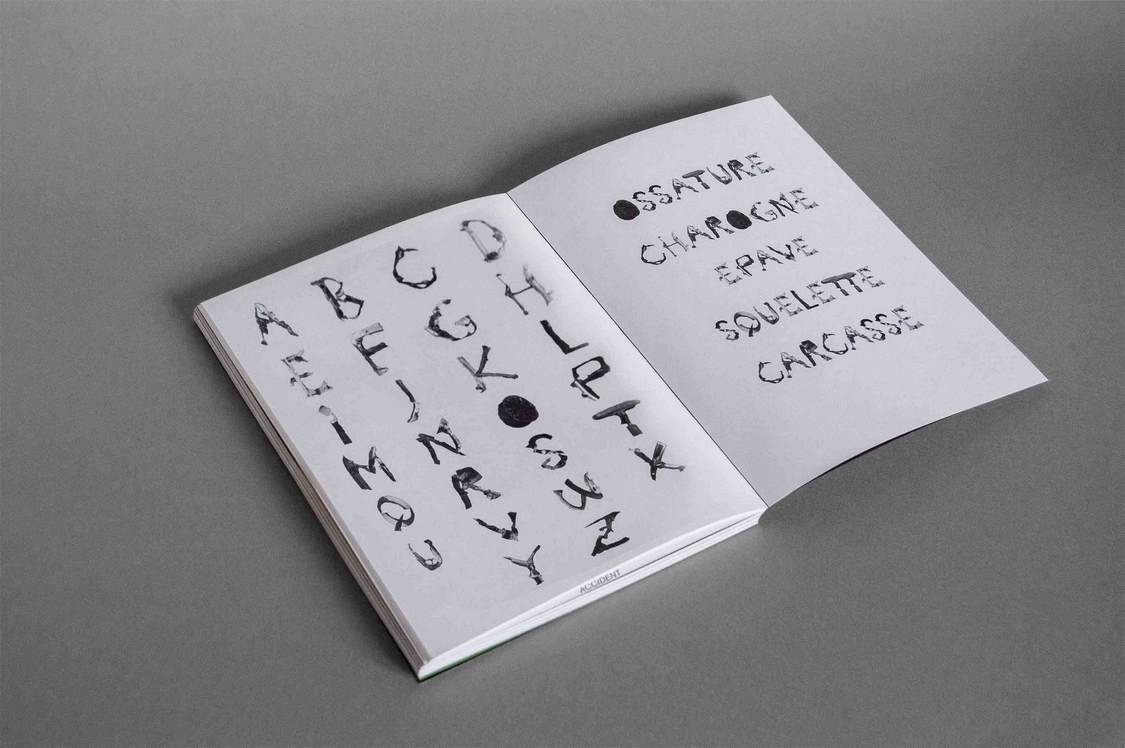 A B C D
E F G H
i J K L
M N O P
Q R S T
U V W X
Y Z
ACCIDENT
OSSATURE
CHAROGNE
EPAVE
SQUELETTE
CARCASSE